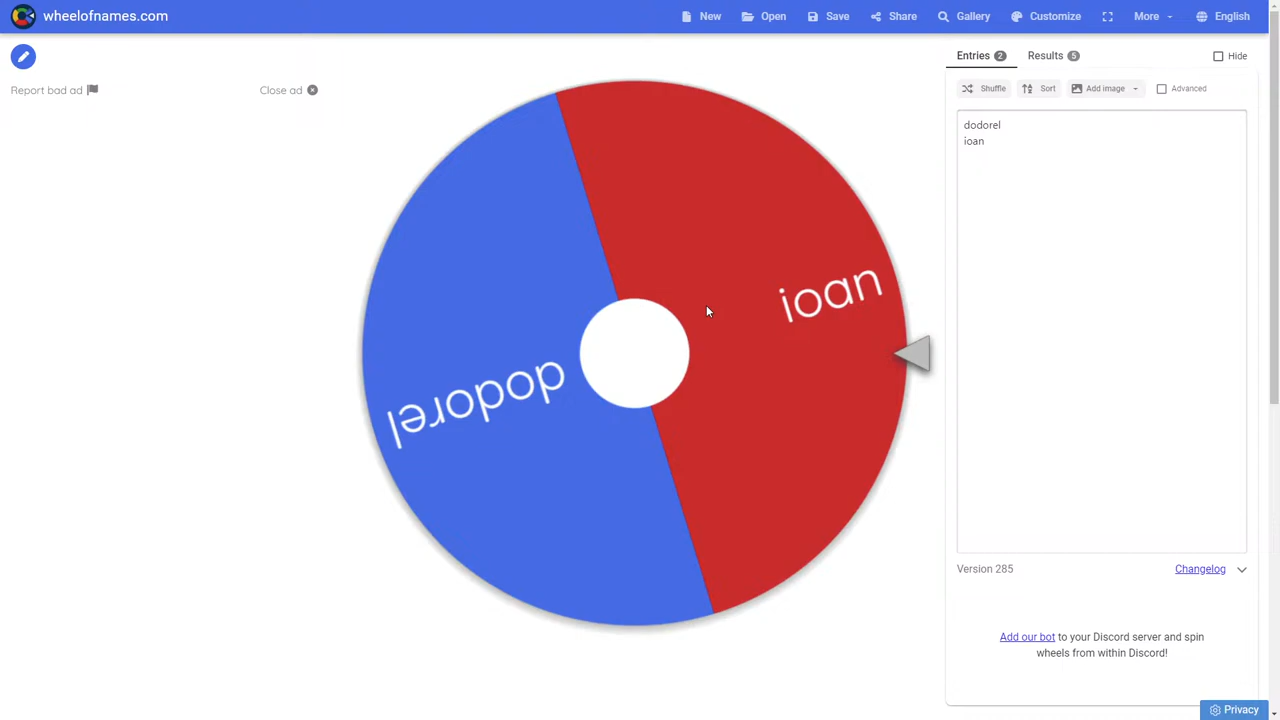 wheelofnames.com
New
Open
Save
Share
Gallery
Customize
More
English
Report bad ad
Close ad
Entries 2
Results 5
Hide
Shuffle
Sort
Add image
Advanced
dodorel
ioan
ioan
dodorel
Version 285
Changelog
Add our bot to your Discord server and spin
wheels from within Discord!
Privacy